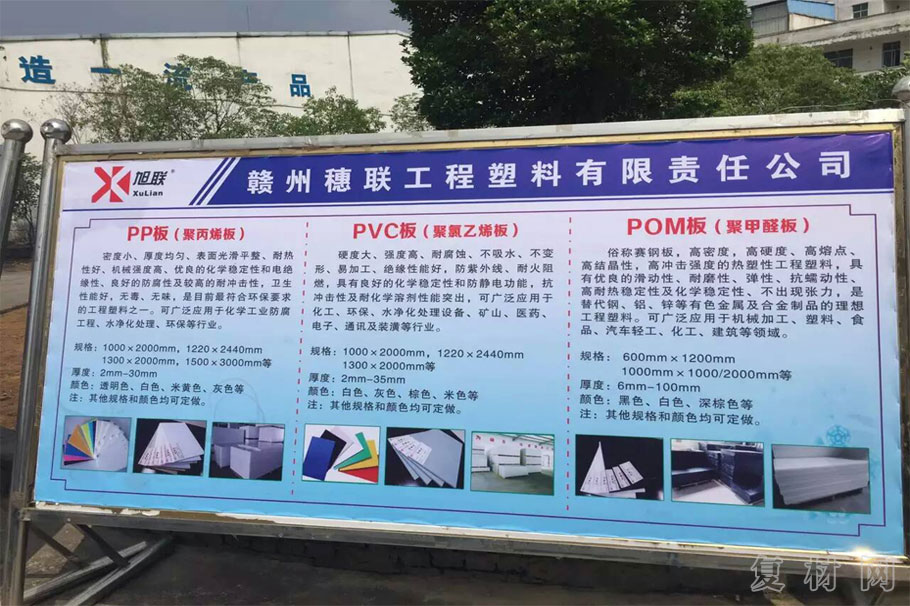 造一流产品
旭联®
XuLian
赣州穗联工程塑料有限责任公司
PP板（聚丙烯板）
密度小、厚度均匀、表面光滑平整、耐热
性好、机械强度高、优良的化学稳定性和电绝
缘性、良好的防腐性及较高的耐冲击性，卫生
性能好，无毒、无味，是目前最符合环保要求
的工程塑料之一。可广泛应用于化学工业防腐
工程、水净化处理、环保等行业。
规格：1000×2000mm，1220×2440mm
1300×2000mm，1500×3000mm等
厚度：2mm-30mm
颜色：透明色、白色、米黄色、灰色等
注：其他规格和颜色均可定做。
PVC板（聚氯乙烯板）
硬度大、强度高、耐腐蚀、不吸水、不变
形、易加工、绝缘性能好，防紫外线、耐火阻
燃，具有良好的化学稳定性和防静电功能，抗
冲击性及耐化学溶剂性能突出，可广泛应用于
化工、环保、水净化处理设备、矿山、医药、
电子、通讯及装潢等行业。
规格：1000×2000mm，1220×2440mm
1300×2000mm等
厚度：2mm-35mm
颜色：白色、灰色、棕色、米色等
注：其他规格和颜色均可定做。
POM板（聚甲醛板）
俗称赛钢板，高密度，高硬度、高熔点、
高结晶性，高冲击强度的热塑性工程塑料，具
有优良的滑动性、耐磨性、弹性、抗蠕动性、
高耐热稳定性及化学稳定性、不出现张力，是
替代铜、铝、锌等有色金属及合金制品的理想
工程塑料。可广泛应用于机械加工、塑料、食
品、汽车轻工、化工、建筑等领域。
规格：600mm×1200mm
1000mm×1000/2000mm等
厚度：6mm-100mm
颜色：黑色、白色、深棕色等
注：其他规格和颜色均可定做。
复材网